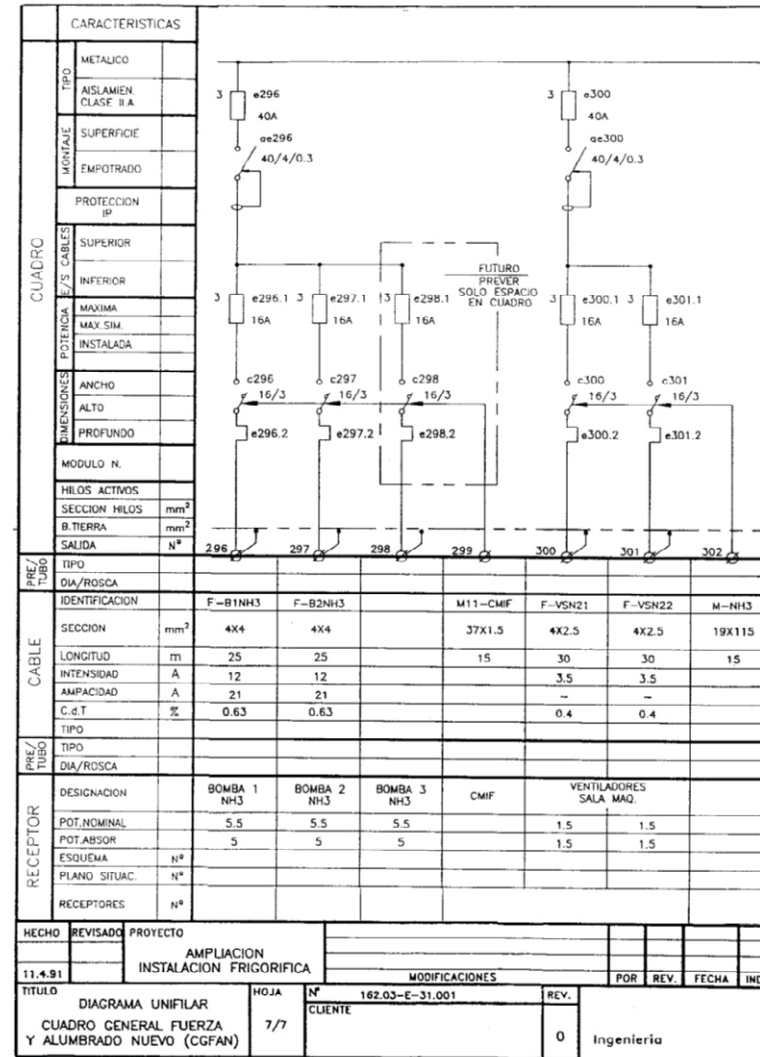 CARACTERISTICAS
CUADRO
TIPO
METALICO
AISLAMIEN.
CLASE II.A
MONTAJE
SUPERFICIE
EMPOTRADO
PROTECCION
IP
E/S CABLES
SUPERIOR
INFERIOR
POTENCIA
MAXIMA
MAX.SIM.
INSTALADA
DIMENSIONES
ANCHO
ALTO
PROFUNDO
MODULO N.
HILOS ACTIVOS
SECCION HILOS mm²
B.TIERRA mm²
SALIDA Nº
3 e296
40A
ae296
40/4/0.3
3 e300
40A
ae300
40/4/0.3
FUTURO
PREVER
SOLO ESPACIO
EN CUADRO
3 e296.1 3 e297.1 3 e298.1 3 e300.1 3 e301.1
16A 16A 16A 16A 16A
c296 c297 c298 c300 c301
16/3 16/3 16/3 16/3 16/3
e296.2 e297.2 e298.2 e300.2 e301.2
296 297 298 299 300 301 302
PRE/
TUBO
TIPO
DIA/ROSCA
CABLE
IDENTIFICACION F-B1NH3 F-B2NH3 M11-CMIF F-VSN21 F-VSN22 M-NH3
SECCION mm² 4X4 4X4 37X1.5 4X2.5 4X2.5 19X115
LONGITUD m 25 25 15 30 30 15
INTENSIDAD A 12 12 3.5 3.5
AMPACIDAD A 21 21 - -
C.d.T % 0.63 0.63 0.4 0.4
TIPO
PRE/
TUBO
TIPO
DIA/ROSCA
RECEPTOR
DESIGNACION BOMBA 1 BOMBA 2 BOMBA 3 CMIF VENTILADORES
NH3 NH3 NH3 SALA MAQ.
POT.NOMINAL 5.5 5.5 5.5 1.5 1.5
POT.ABSOR 5 5 5 1.5 1.5
ESQUEMA Nº
PLANO SITUAC. Nº
RECEPTORES Nº
HECHO REVISADO PROYECTO
AMPLIACION
INSTALACION FRIGORIFICA
11.4.91
MODIFICACIONES POR REV. FECHA IND
TITULO
DIAGRAMA UNIFILAR
CUADRO GENERAL FUERZA
Y ALUMBRADO NUEVO (CGFAN)
HOJA
7/7
Nº 162.03-E-31.001
CLIENTE
REV.
0
Ingenieria